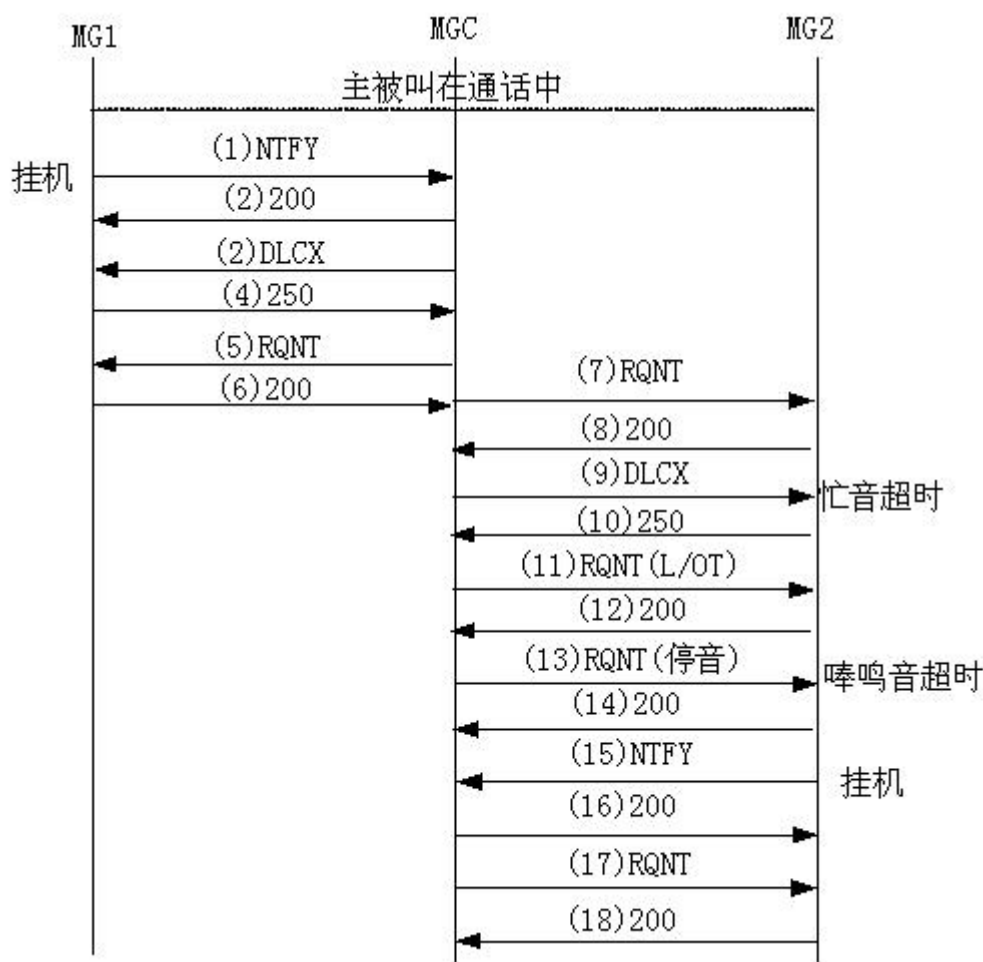 MG1
MGC
MG2
主被叫在通话中
挂机
(1)NTFY
(2)200
(2)DLCX
(4)250
(5)RQNT
(6)200
(7)RQNT
(8)200
(9)DLCX
忙音超时
(10)250
(11)RQNT(L/OT)
(12)200
(13)RQNT(停音)
嗪鸣音超时
(14)200
(15)NTFY
挂机
(16)200
(17)RQNT
(18)200